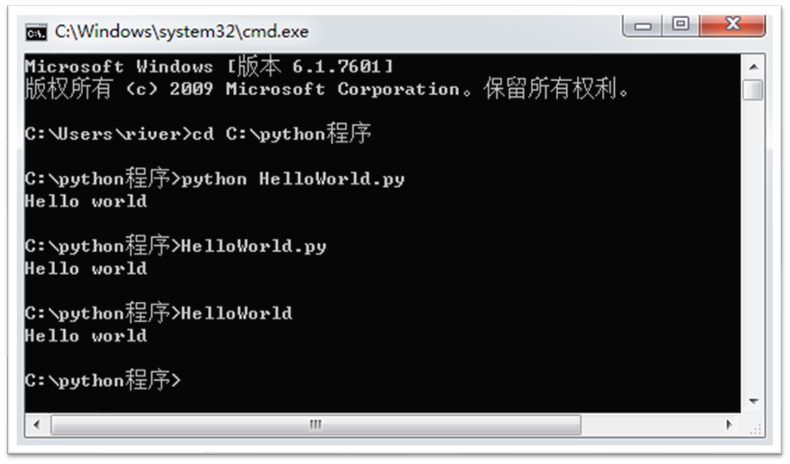 C:\Windows\system32\cmd.exe
Microsoft Windows [版本 6.1.7601]
版权所有 (c) 2009 Microsoft Corporation。保留所有权利。
C:\Users\river>cd C:\python程序
C:\python程序>python HelloWorld.py
Hello world
C:\python程序>HelloWorld.py
Hello world
C:\python程序>HelloWorld
Hello world
C:\python程序>